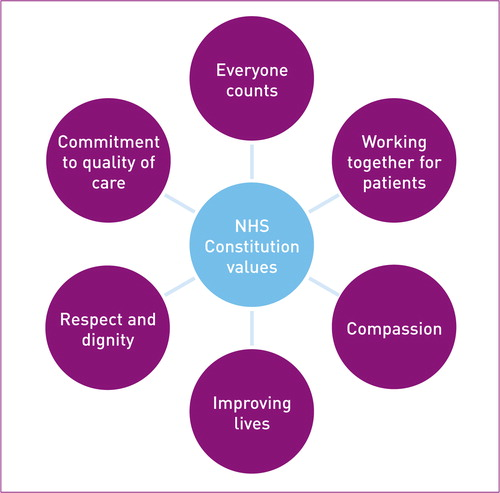 Everyone
counts
Working
together for
patients
Compassion
Improving
lives
Respect and
dignity
Commitment
to quality of
care
NHS
Constitution
values